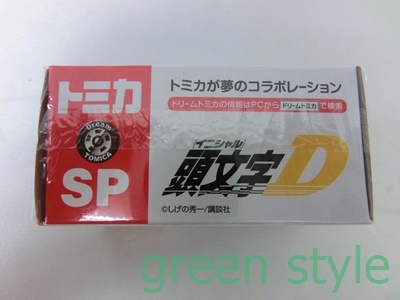 トミカ
Dream
TOMICA
SP
トミカが夢のコラボレーション
ドリームトミカの情報はPCから ドリームトミカ で検索
イニシャル
頭文字D
©しげの秀一/講談社
green style